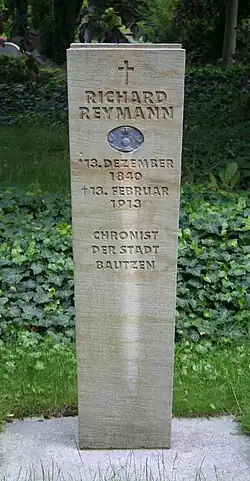 RICHARD
REYMANN
*13. DEZEMBER
1840
†13. FEBRUAR
1913
CHRONIST
DER STADT
BAUTZEN